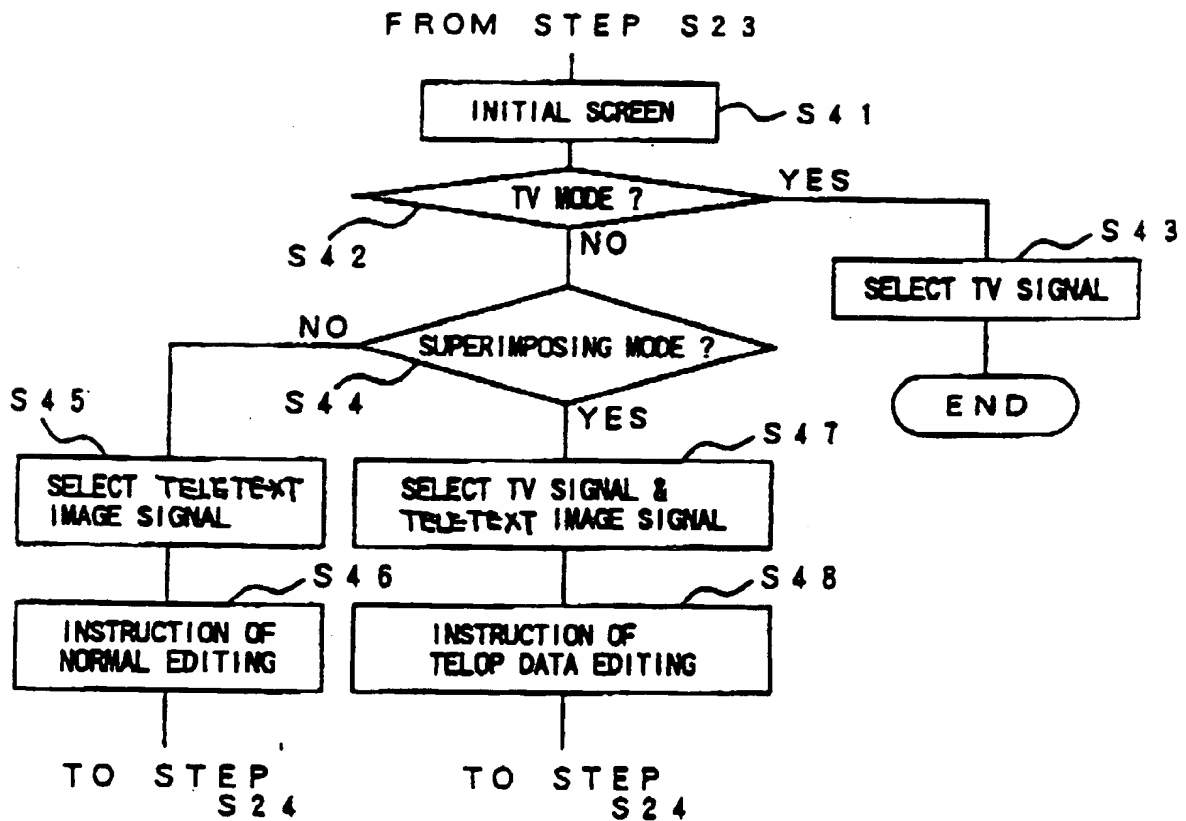 FROM STEP S23
INITIAL SCREEN
S41
TV MODE ?
YES
S42
NO
S43
SELECT TV SIGNAL
NO
SUPERIMPOSING MODE ?
S44
END
S45
YES
S47
SELECT TELETEXT
IMAGE SIGNAL
SELECT TV SIGNAL &
TELETEXT IMAGE SIGNAL
S46
S48
INSTRUCTION OF
NORMAL EDITING
INSTRUCTION OF
TELOP DATA EDITING
TO STEP
S24
TO STEP
S24